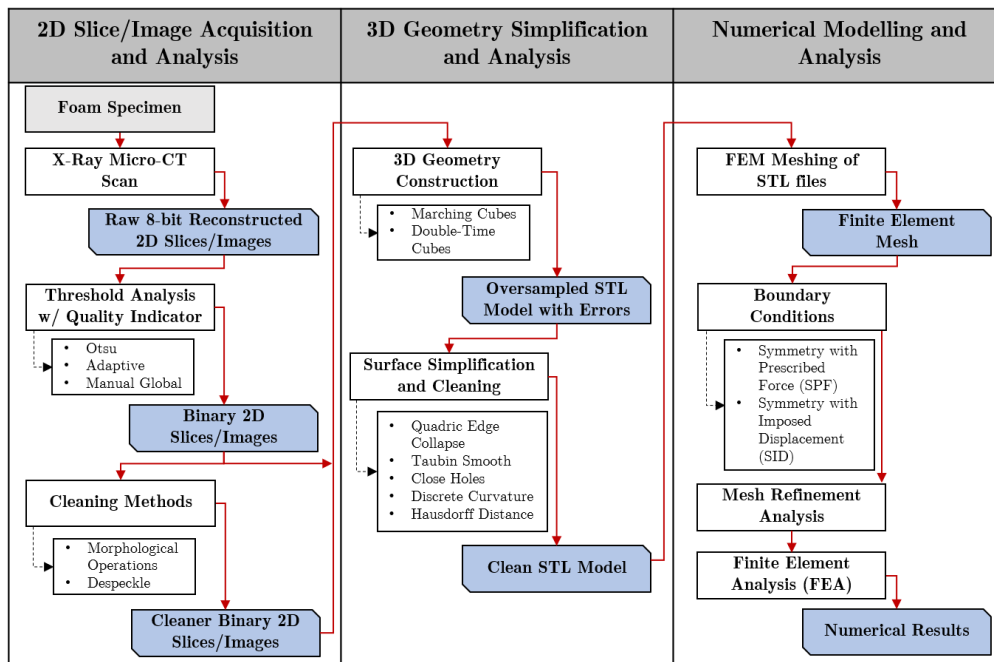 2D Slice/Image Acquisition
and Analysis
Foam Specimen
X-Ray Micro-CT
Scan
Raw 8-bit Reconstructed
2D Slices/Images
Threshold Analysis
w/ Quality Indicator
• Otsu
• Adaptive
• Manual Global
Binary 2D
Slices/Images
Cleaning Methods
• Morphological
Operations
• Despeckle
Cleaner Binary 2D
Slices/Images
3D Geometry Simplification
and Analysis
3D Geometry
Construction
• Marching Cubes
• Double-Time
Cubes
Oversampled STL
Model with Errors
Surface Simplification
and Cleaning
• Quadric Edge
Collapse
• Taubin Smooth
• Close Holes
• Discrete Curvature
• Hausdorff Distance
Clean STL Model
Numerical Modelling and
Analysis
FEM Meshing of
STL files
Finite Element
Mesh
Boundary
Conditions
• Symmetry with
Prescribed
Force (SPF)
• Symmetry with
Imposed
Displacement
(SID)
Mesh Refinement
Analysis
Finite Element
Analysis (FEA)
Numerical Results